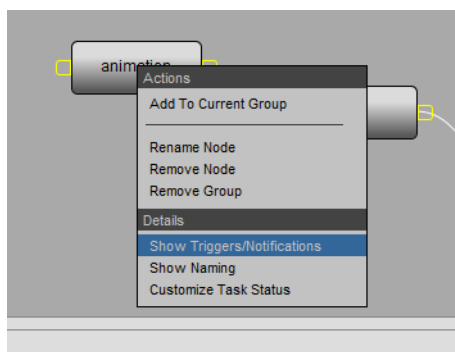 animation
Actions
Add To Current Group
Rename Node
Remove Node
Remove Group
Details
Show Triggers/Notifications
Show Naming
Customize Task Status